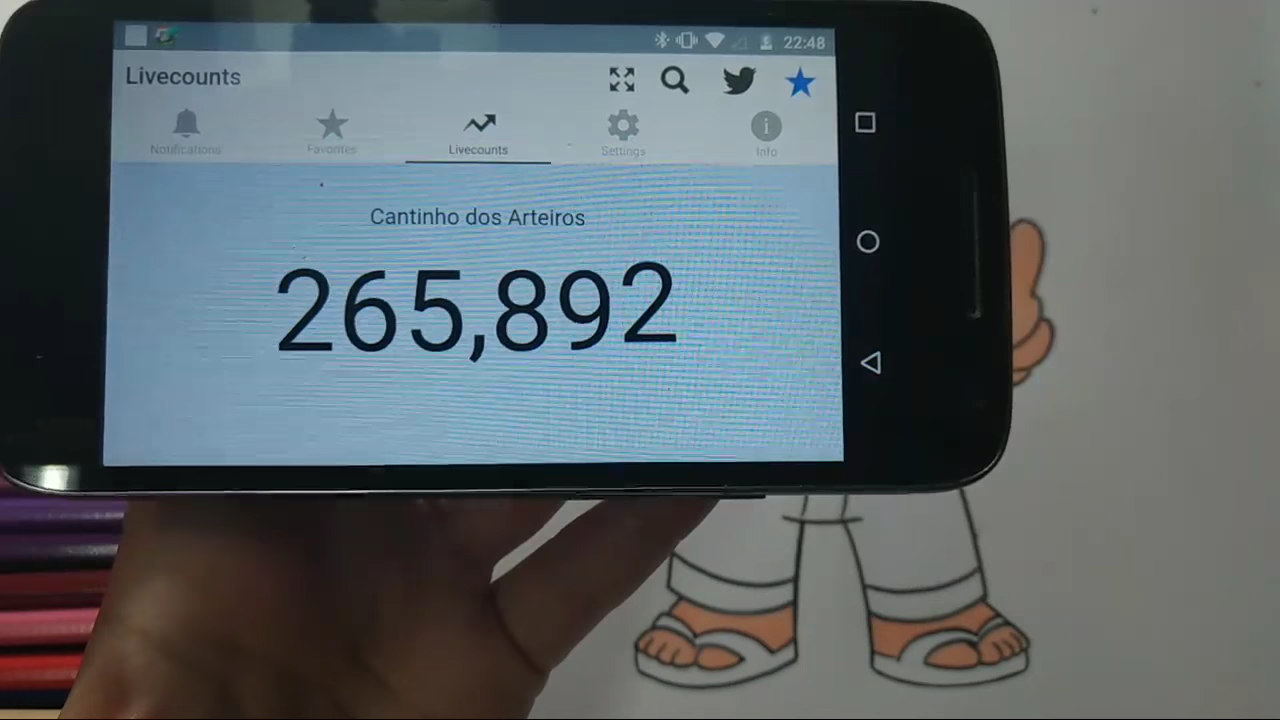 22:48
Livecounts
Notifications
Favorites
Livecounts
Settings
Info
Cantinho dos Arteiros
265,892